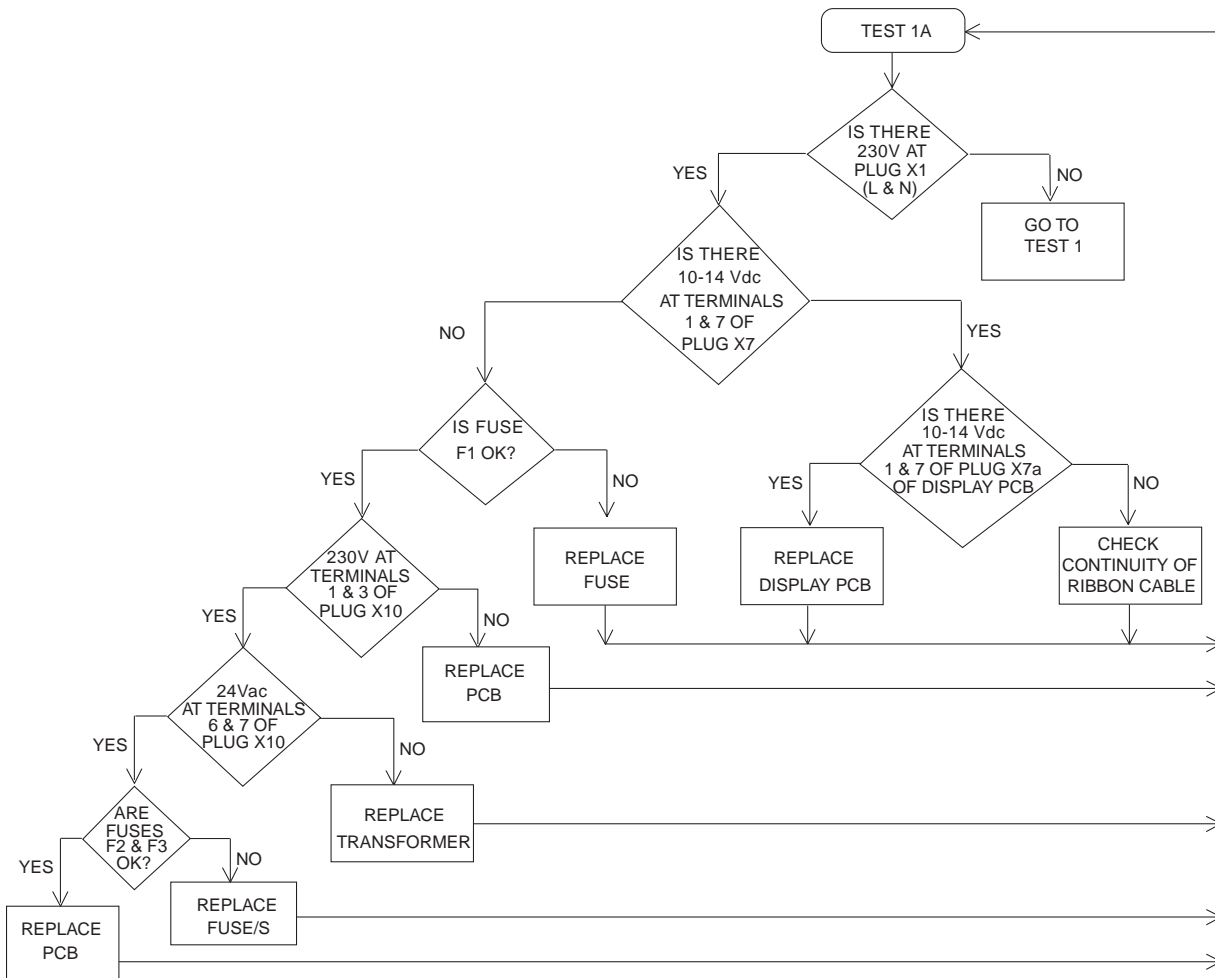 TEST 1A
IS THERE
230V AT
PLUG X1
(L & N)
YES
NO
GO TO
TEST 1
IS THERE
10-14 Vdc
AT TERMINALS
1 & 7 OF
PLUG X7
NO
YES
IS FUSE
F1 OK?
IS THERE
10-14 Vdc
AT TERMINALS
1 & 7 OF PLUG X7a
OF DISPLAY PCB
YES
NO
YES
NO
230V AT
TERMINALS
1 & 3 OF
PLUG X10
REPLACE
FUSE
REPLACE
DISPLAY PCB
CHECK
CONTINUITY OF
RIBBON CABLE
YES
NO
24Vac
AT TERMINALS
6 & 7 OF
PLUG X10
REPLACE
PCB
YES
NO
ARE
FUSES
F2 & F3
OK?
REPLACE
TRANSFORMER
YES
NO
REPLACE
PCB
REPLACE
FUSE/S